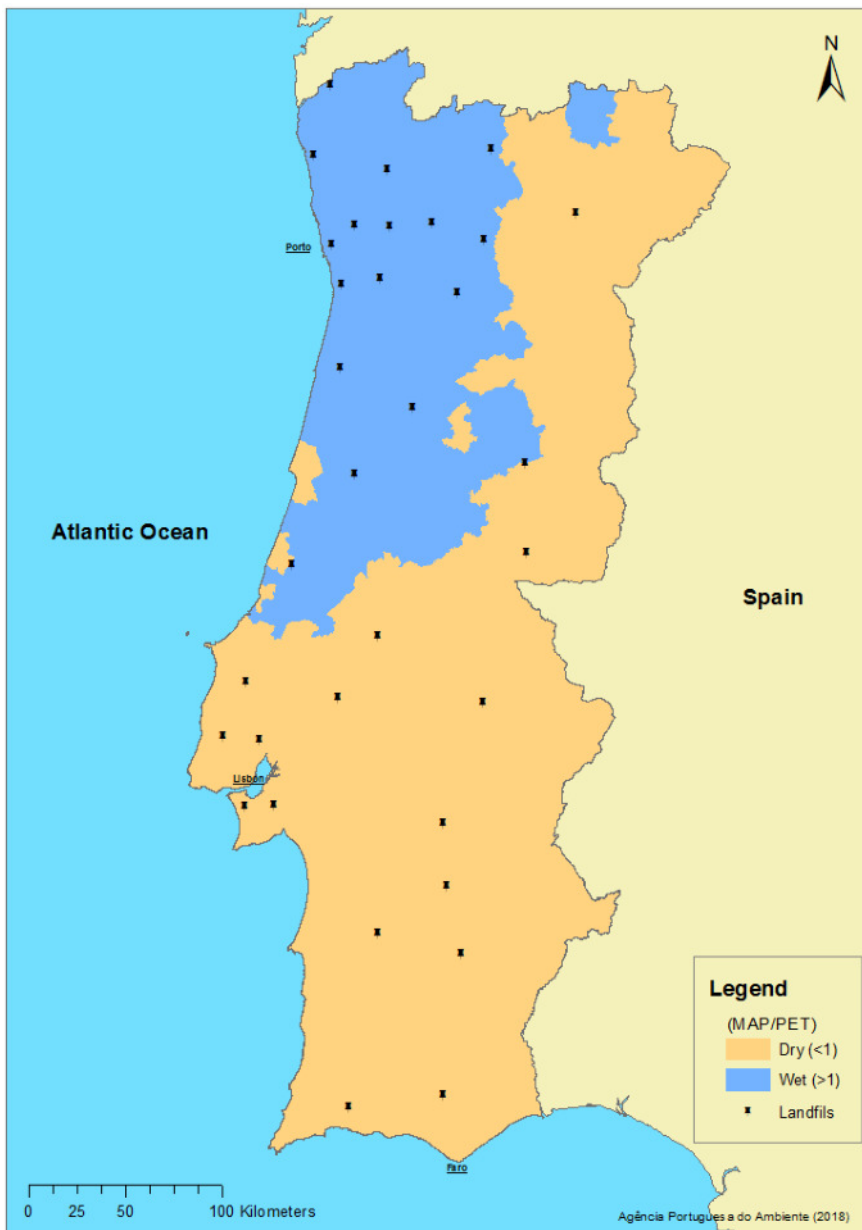 N
Porto
Atlantic Ocean
Spain
Lisbon
Legend
(MAP/PET)
Dry (<1)
Wet (>1)
Landfils
Faro
0 25 50 100 Kilometers
Agência Portuguesa do Ambiente (2018)